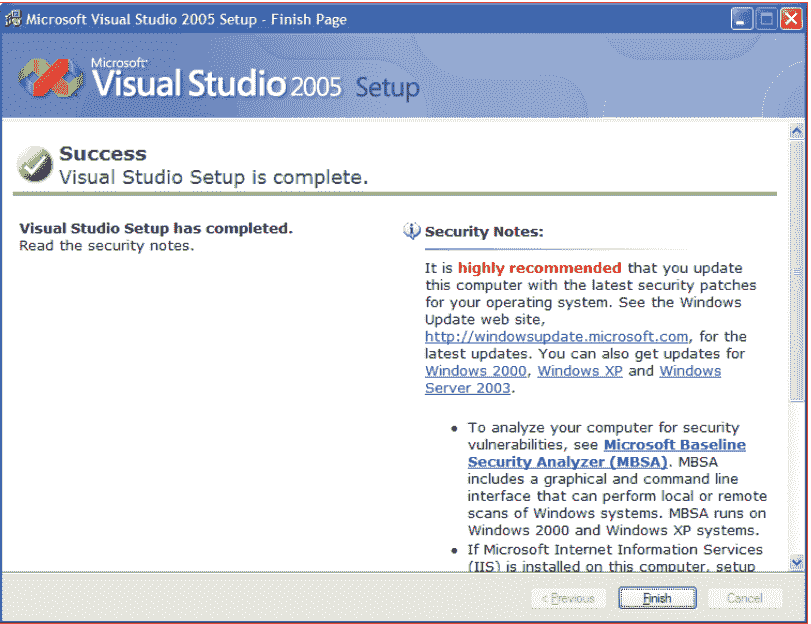 Microsoft Visual Studio 2005 Setup - Finish Page
Microsoft
Visual Studio 2005 Setup
Success
Visual Studio Setup is complete.
Visual Studio Setup has completed.
Read the security notes.
Security Notes:
It is highly recommended that you update
this computer with the latest security patches
for your operating system. See the Windows
Update web site,
http://windowsupdate.microsoft.com, for the
latest updates. You can also get updates for
Windows 2000, Windows XP and Windows
Server 2003.
• To analyze your computer for security
vulnerabilities, see Microsoft Baseline
Security Analyzer (MBSA). MBSA
includes a graphical and command line
interface that can perform local or remote
scans of Windows systems. MBSA runs on
Windows 2000 and Windows XP systems.
• If Microsoft Internet Information Services
(IIS) is installed on this computer, setup
< Previous
Finish
Cancel